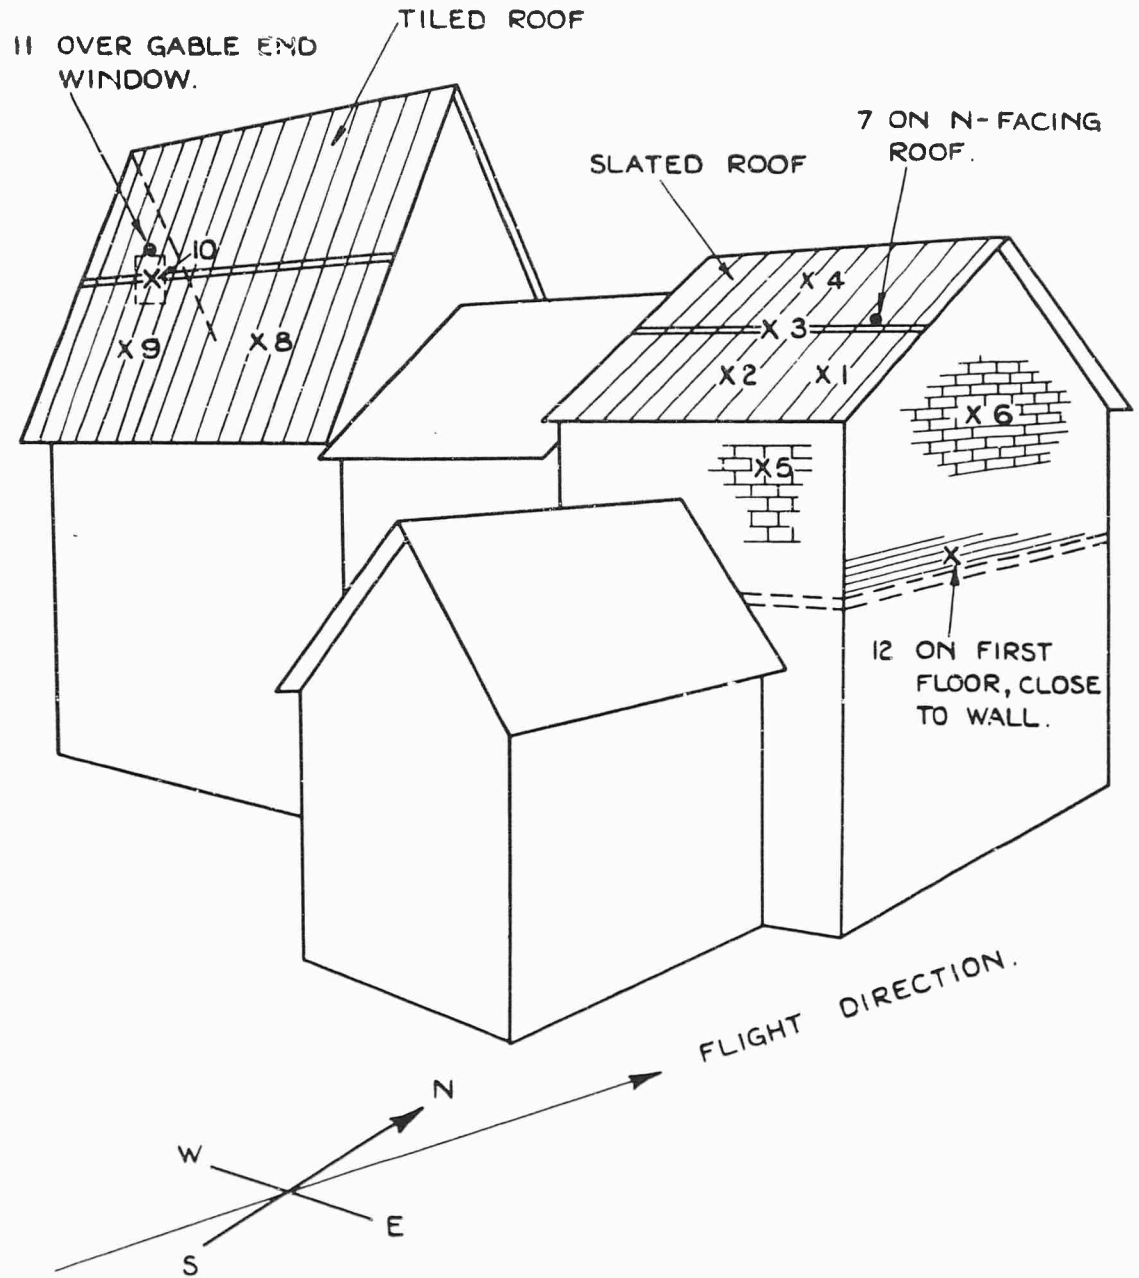 TILED ROOF
11 OVER GABLE END
WINDOW.
7 ON N-FACING
ROOF.
SLATED ROOF
10
X 4
X
X 3
X 9
X 8
X 2
X 1
X 6
X 5
X
12 ON FIRST
FLOOR, CLOSE
TO WALL.
FLIGHT DIRECTION.
N
W
E
S